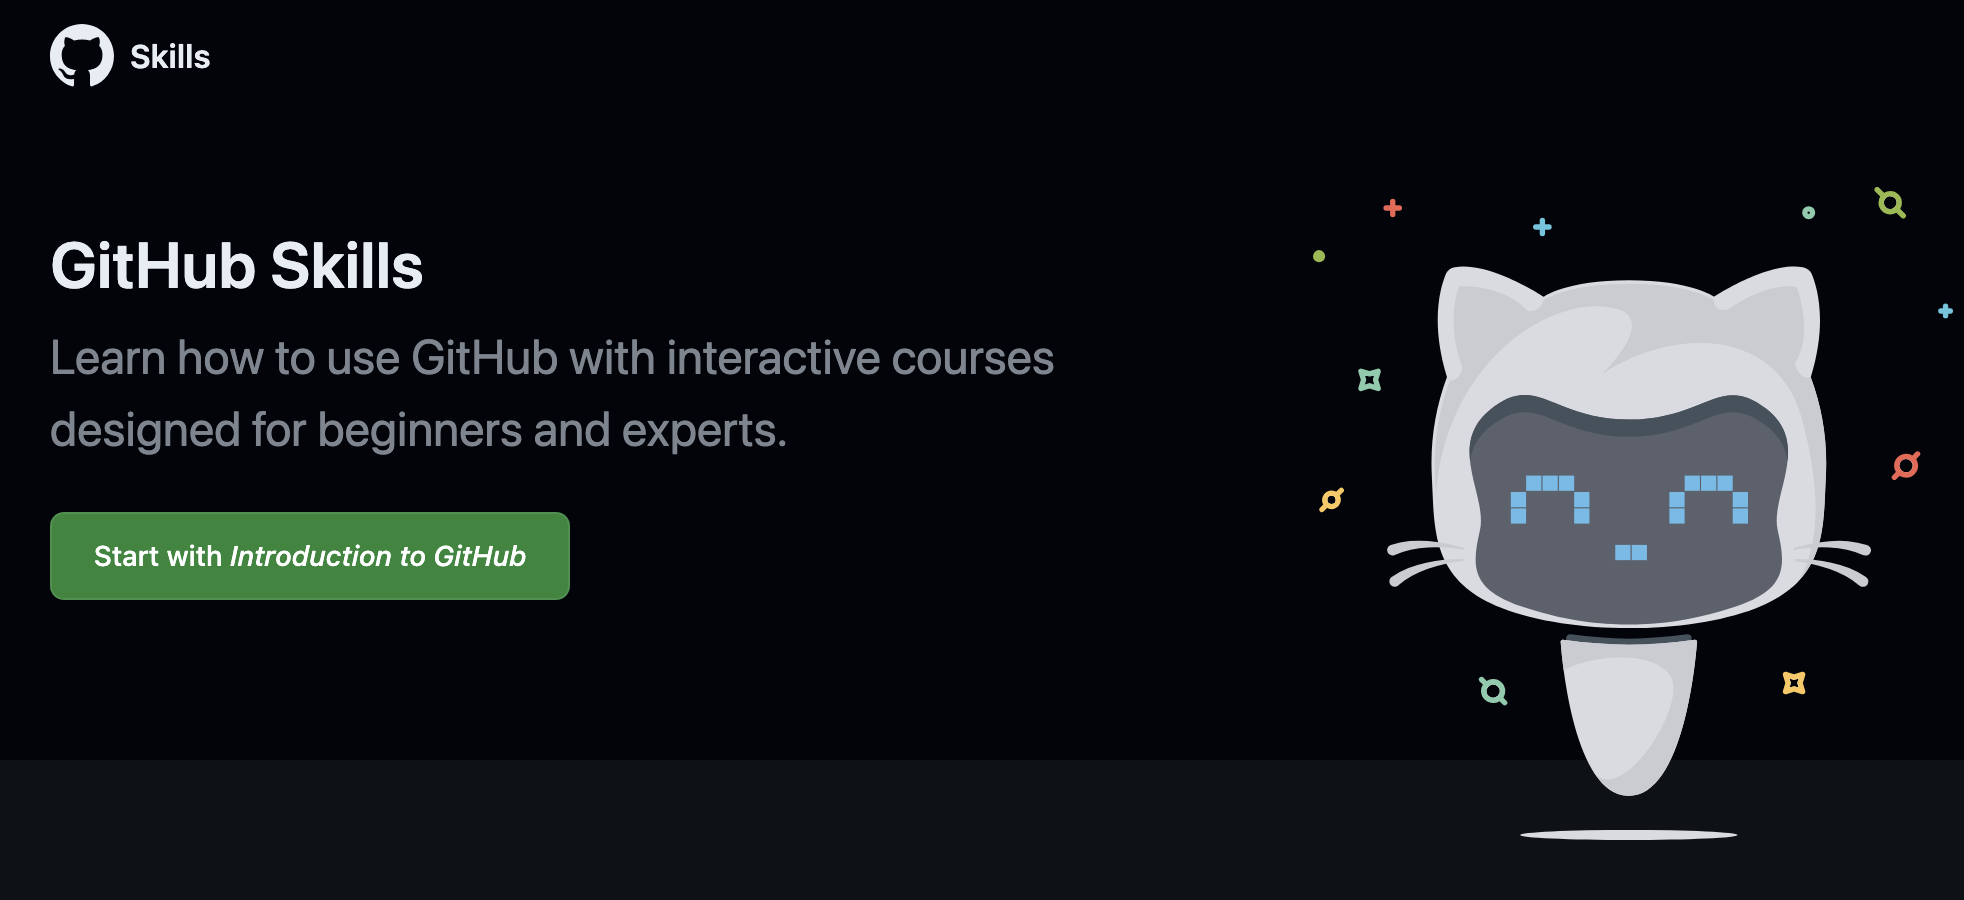 Skills
GitHub Skills
Learn how to use GitHub with interactive courses
designed for beginners and experts.
Start with Introduction to GitHub